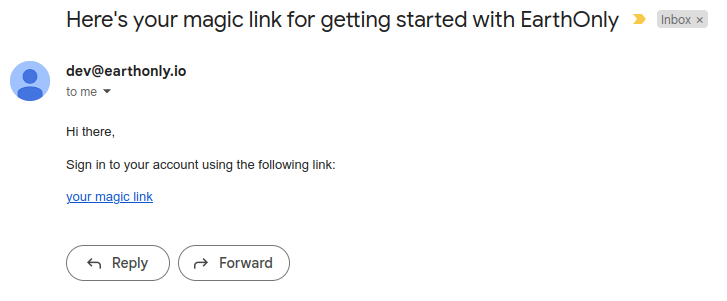 Here's your magic link for getting started with EarthOnly Inbox ×
dev@earthonly.io
to me
Hi there,
Sign in to your account using the following link:
your magic link
Reply Forward